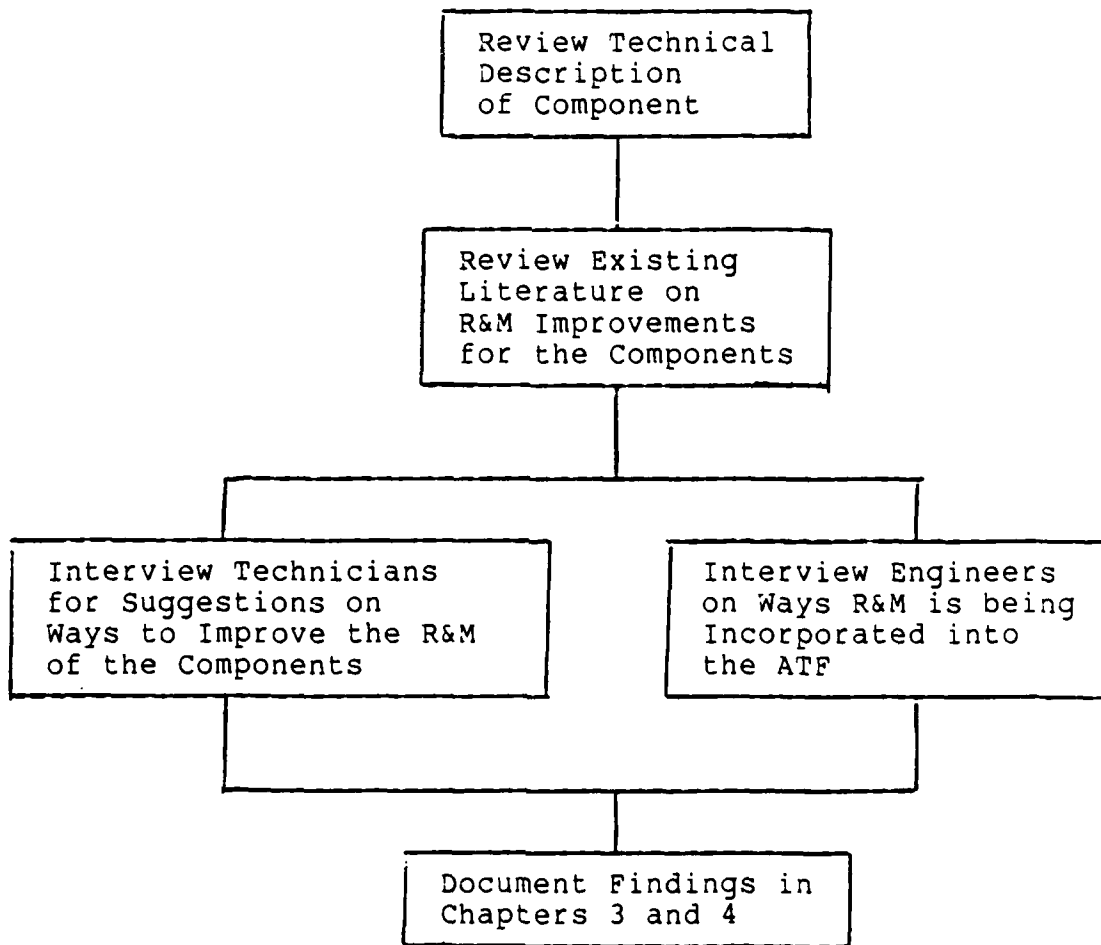 Review Technical
Description
of Component
Review Existing
Literature on
R&M Improvements
for the Components
Interview Technicians
for Suggestions on
Ways to Improve the R&M
of the Components
Interview Engineers
on Ways R&M is being
Incorporated into
the ATF
Document Findings in
Chapters 3 and 4